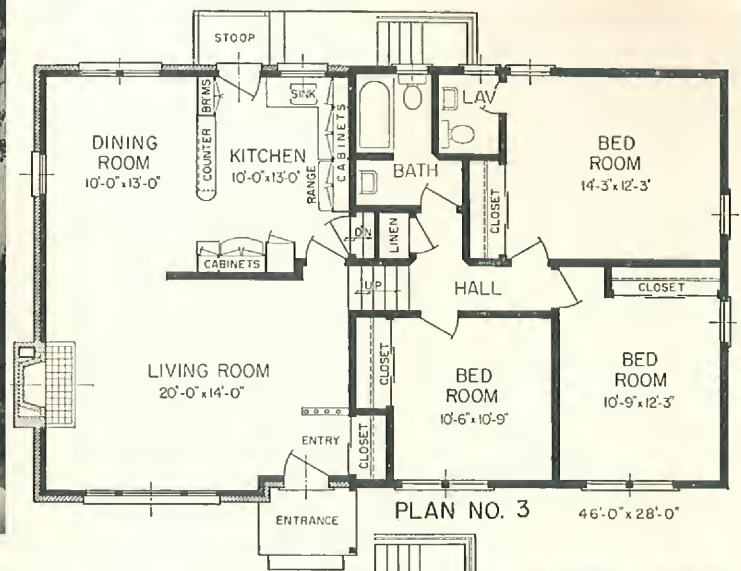 STOOP
BR'MS
SINK
LAV
DINING
ROOM
10'-0"x13'-0"
COUNTER
KITCHEN
10'-0"x13'-0"
RANGE
CABINETS
BATH
BED
ROOM
14'-3"x12'-3"
CLOSET
DN
LINEN
CABINETS
UP
HALL
CLOSET
LIVING ROOM
20'-0"x14'-0"
CLOSET
BED
ROOM
10'-6"x10'-9"
BED
ROOM
10'-9"x12'-3"
ENTRY
CLOSET
ENTRANCE
PLAN NO. 3
46'-0"x28'-0"